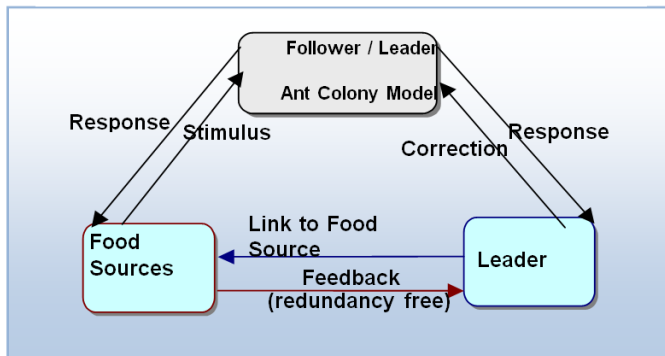 Follower / Leader
Ant Colony Model
Response
Stimulus
Response
Correction
Link to Food
Source
Food
Sources
Leader
Feedback
(redundancy free)